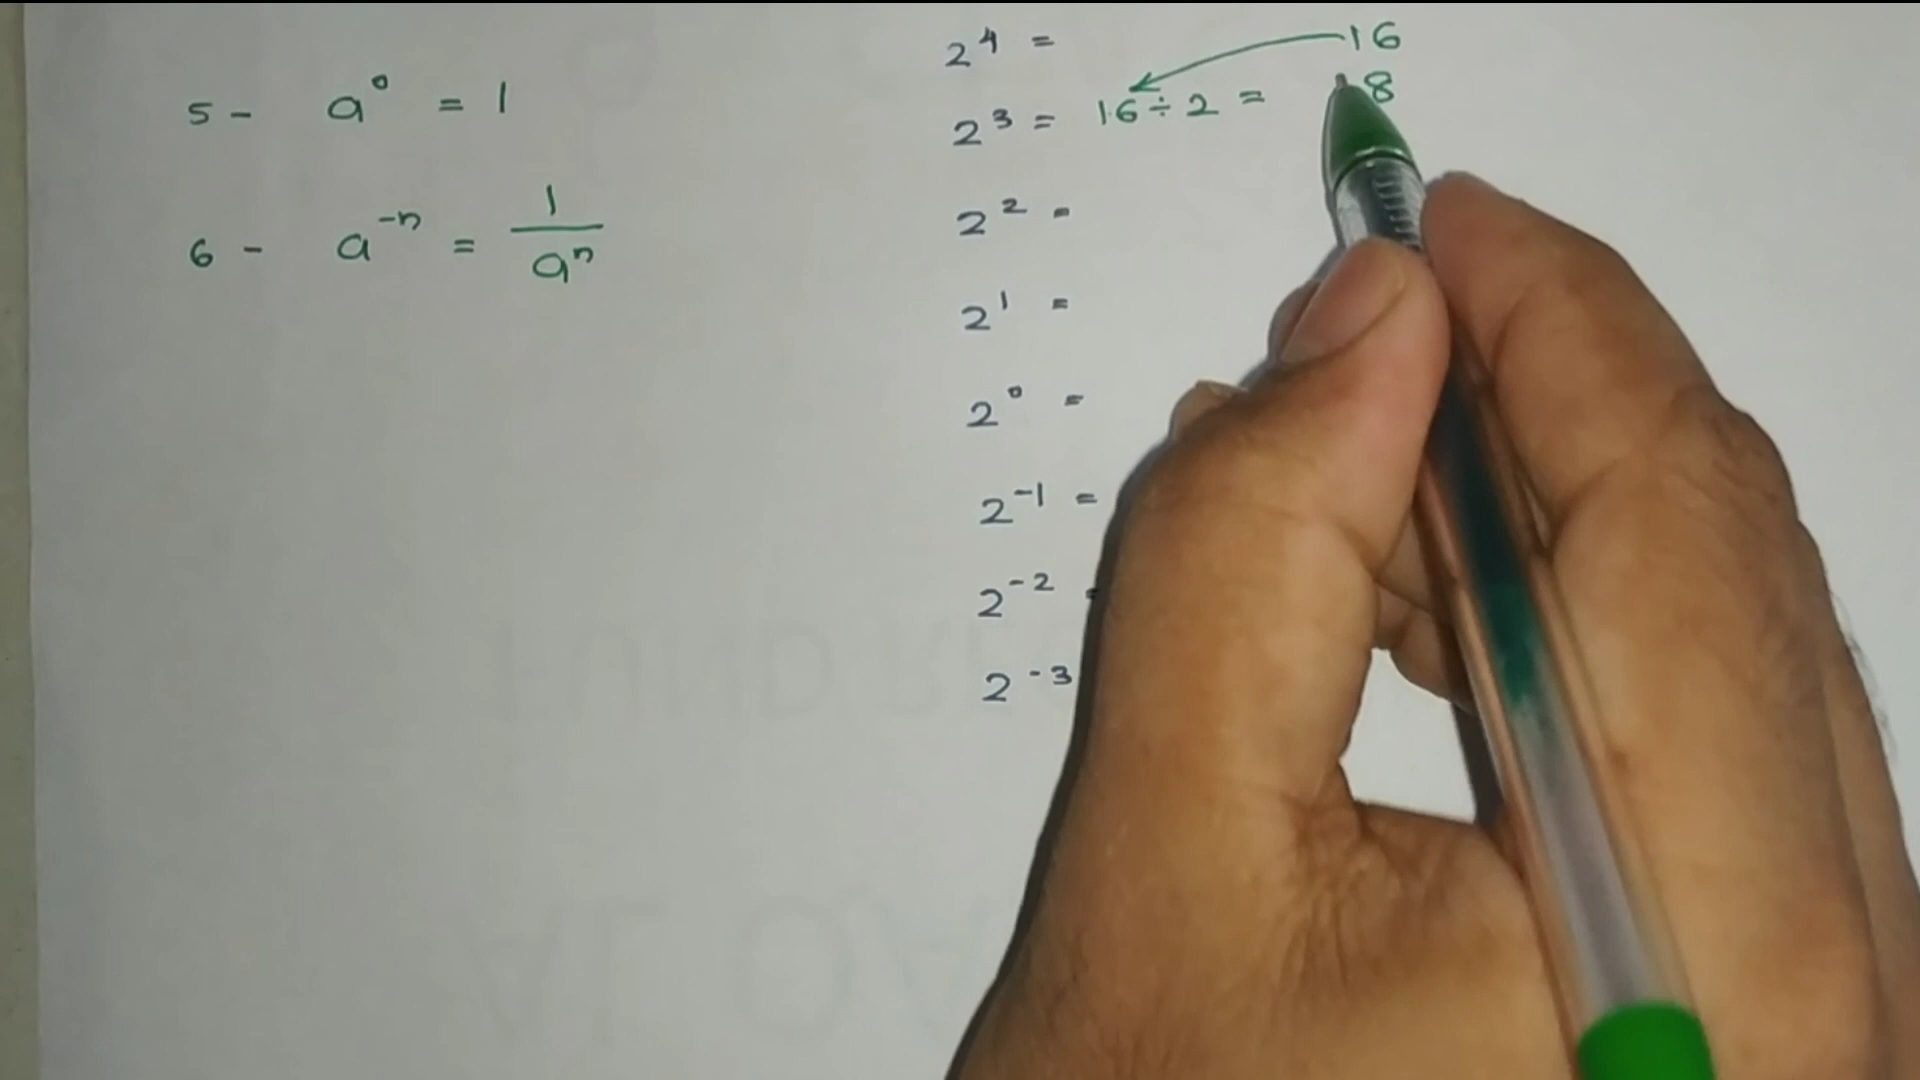 5 - a⁰ = 1
6 - a⁻ⁿ = 1/aⁿ
2⁴ = 16
2³ = 16 ÷ 2 = 8
2² =
2¹ =
2⁰ =
2⁻¹ =
2⁻² =
2⁻³